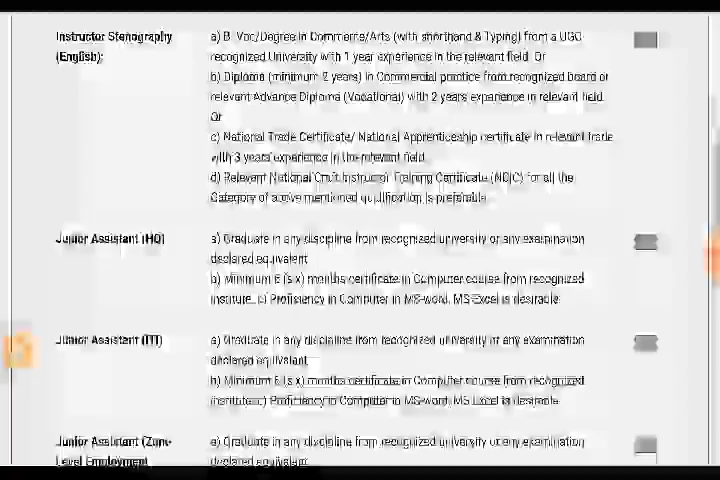 Instructor Stenography
(English):
a) B. Voc/Degree in Commerce/Arts (with shorthand & Typing) from a UGC
recognized University with 1 year experience in the relevant field Or
b) Diploma (minimum 2 years) in Commercial practice from recognized board or
relevant Advance Diploma (Vocational) with 2 years experience in relevant field.
Or
c) National Trade Certificate/ National Apprenticeship certificate in relevant trade
with 3 years experience in the relevant field
d) Relevant National Craft Instructor Training Certificate (NCIC) for all the
Category of above mentioned qualification is preferable
Junior Assistant (HQ)
a) Graduate in any discipline from recognized university or any examination
declared equivalent
b) Minimum 6 (six) months certificate in Computer course from recognized
institute. c) Proficiency in Computer in MS-word, MS Excel is desirable
Junior Assistant (ITI)
a) Graduate in any discipline from recognized university or any examination
declared equivalent
b) Minimum 6 (six) months certificate in Computer course from recognized
institute c) Proficiency in Computer in MS-word, MS Excel is desirable
Junior Assistant (Zone-
Level Employment
a) Graduate in any discipline from recognized university or any examination
declared equivalent